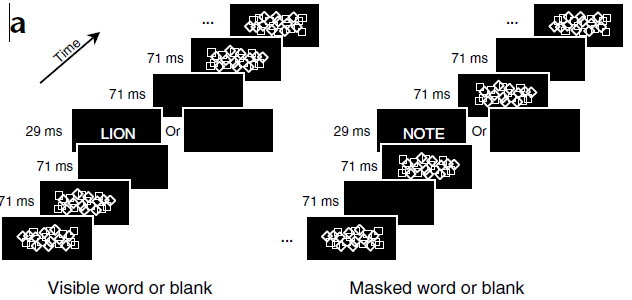 a
Time
...
71 ms
71 ms
29 ms
LION
Or
71 ms
71 ms
Visible word or blank
...
71 ms
71 ms
29 ms
NOTE
Or
71 ms
71 ms
...
Masked word or blank